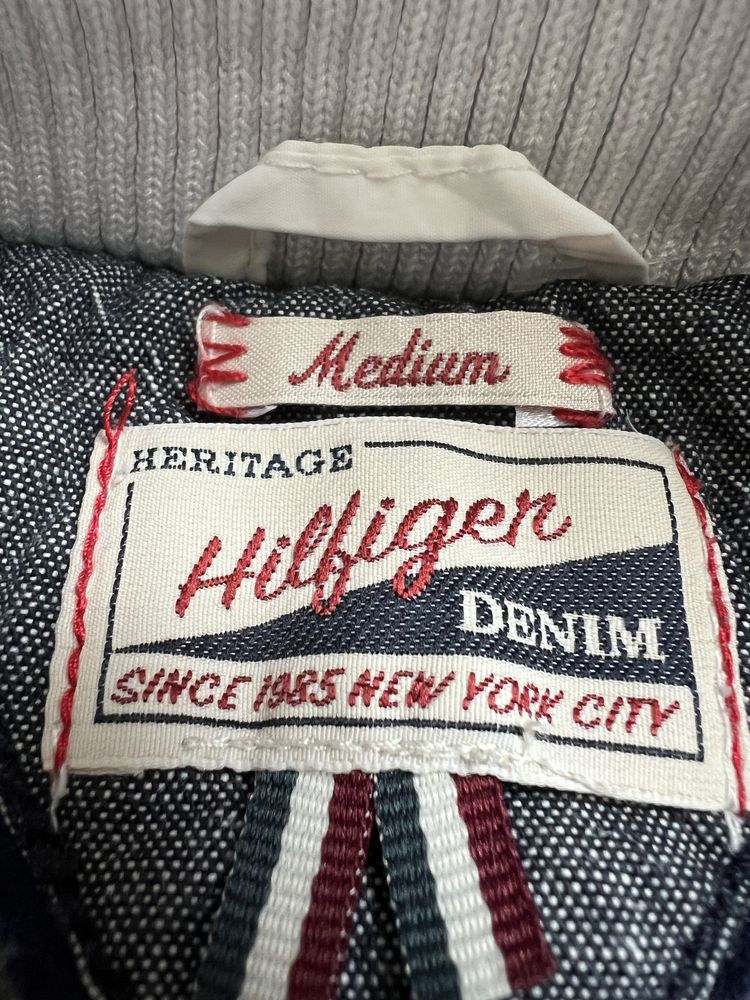 Medium
HERITAGE
Hilfiger
DENIM
SINCE 1985 NEW YORK CITY